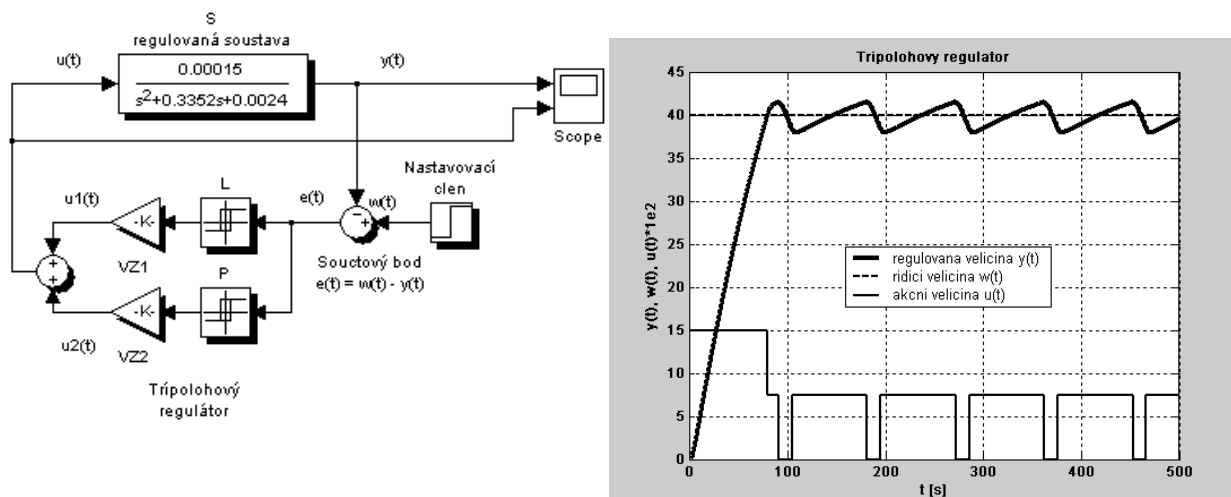 S
regulovaná soustava
u(t)
0.00015
s²+0.3352s+0.0024
y(t)
Scope
Nastavovací
clen
L
u1(t)
-K-
VZ1
e(t)
w(t)
−
+
Souctový bod
e(t) = w(t) - y(t)
+
+
P
-K-
u2(t)
VZ2
Trípolohový
regulátor
Tripolohovy regulator
y(t), w(t), u(t)*1e2
45
40
35
30
25
20
15
10
5
0
regulovana velicina y(t)
ridici velicina w(t)
akcni velicina u(t)
0
100
200
300
400
500
t [s]